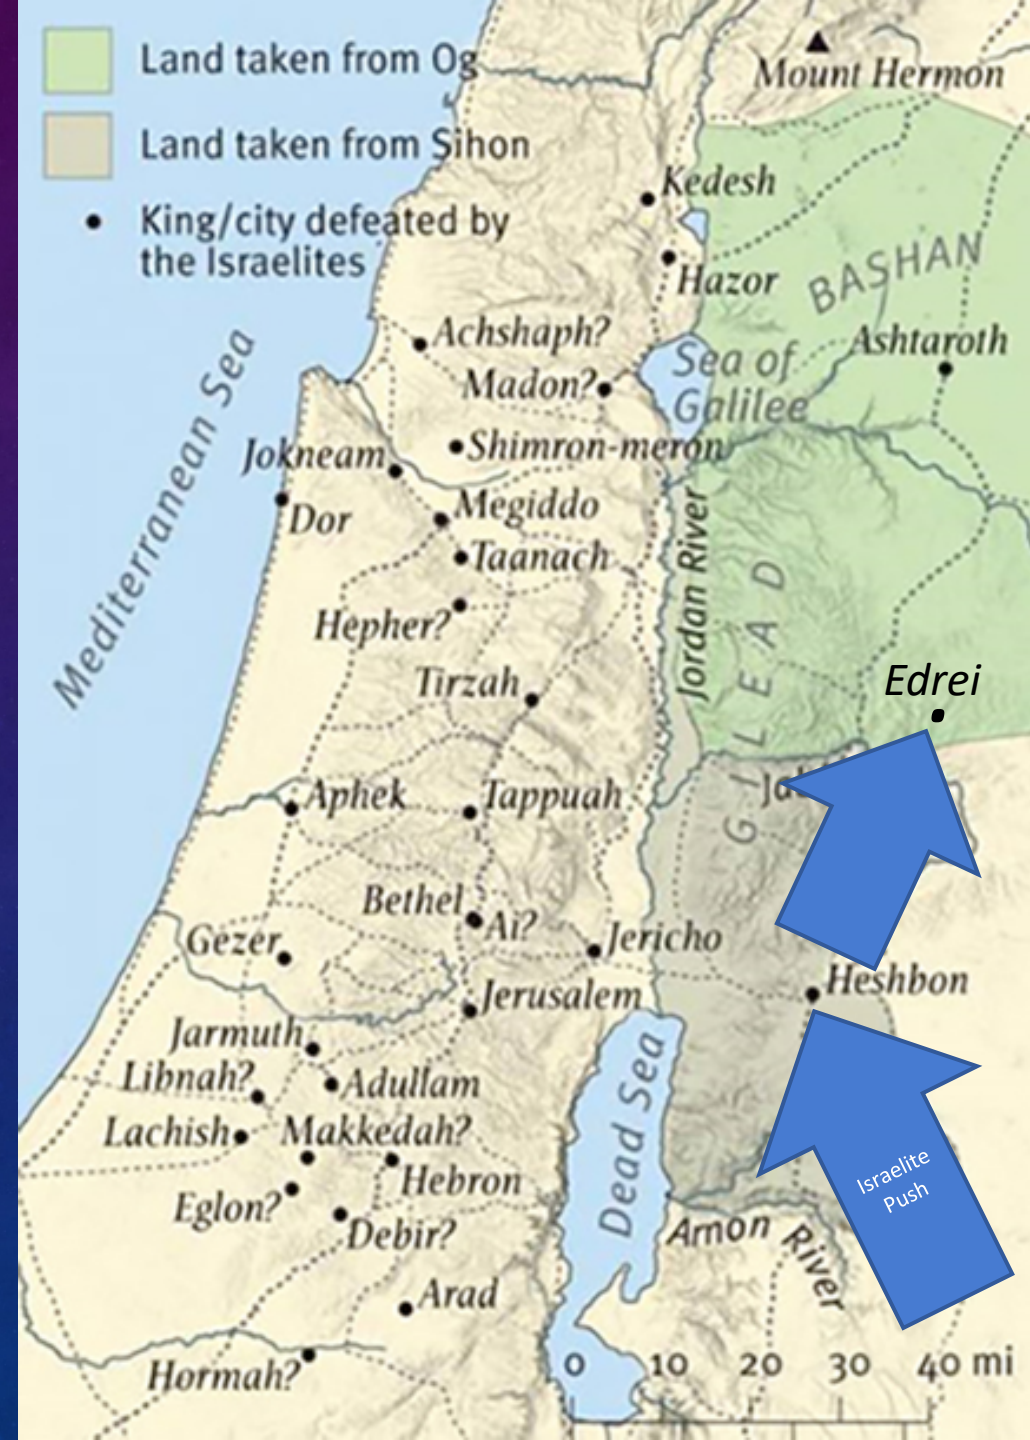 Land taken from Og
Land taken from Sihon
King/city defeated by
the Israelites
Mount Hermon
Kedesh
Hazor
BASHAN
Achshaph?
Ashtaroth
Sea of
Galilee
Madon?
Mediterranean Sea
Shimron-meron
Jokneam
Dor
Megiddo
Taanach
Jordan River
GILEAD
Hepher?
Tirzah
Edrei
Aphek
Tappuah
Bethel
Ai?
Gezer
Jericho
Heshbon
Jerusalem
Jarmuth
Libnah?
Adullam
Lachish
Makkedah?
Hebron
Eglon?
Debir?
Dead Sea
Israelite
Push
Arnon River
Arad
Hormah?
0 10 20 30 40 mi